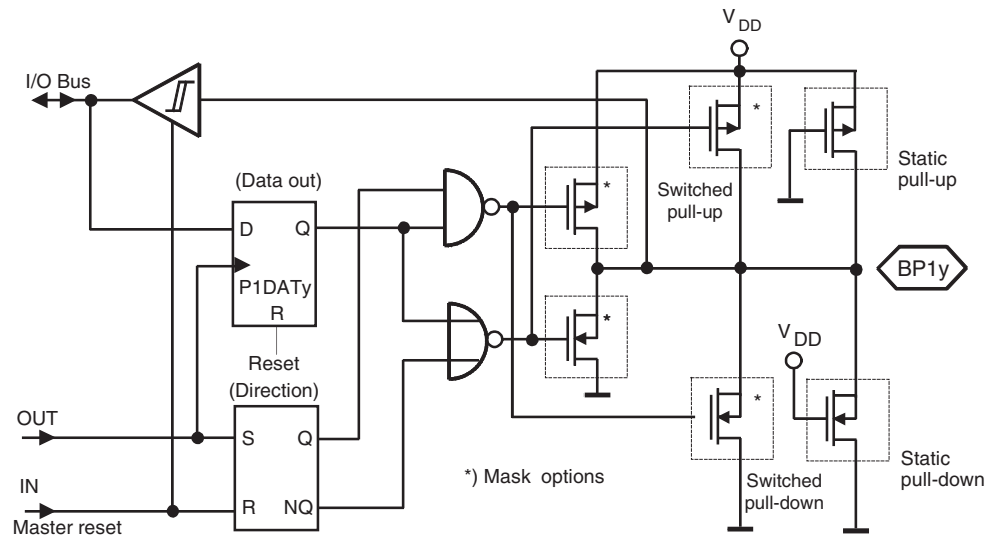 V DD
I/O Bus
*
(Data out)
Static
pull-up
*
Switched
pull-up
D
Q
P1DATy
R
BP1y
*
V DD
Reset
(Direction)
*
OUT
S
Q
*) Mask options
Static
pull-down
IN
Switched
pull-down
R
NQ
Master reset